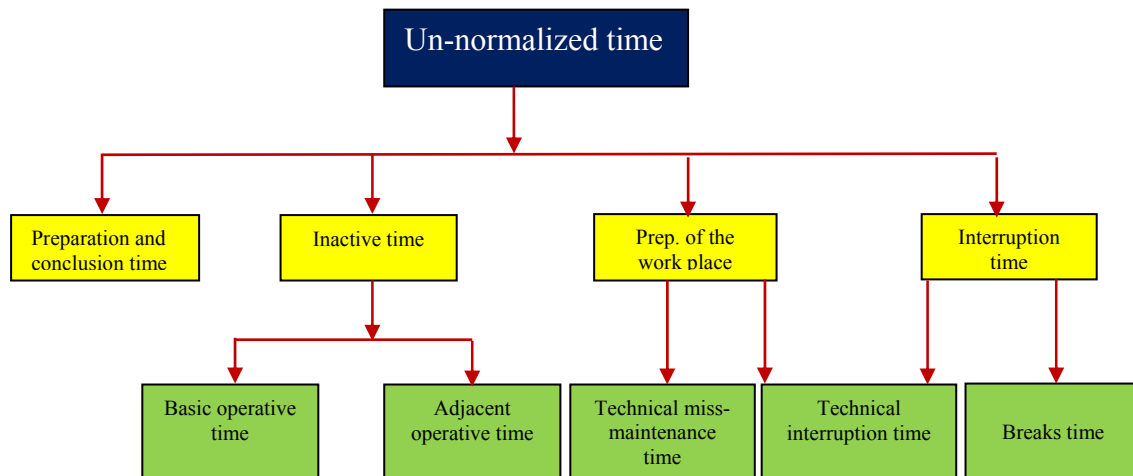 Un-normalized time
Preparation and
conclusion time
Inactive time
Prep. of the
work place
Interruption
time
Basic operative
time
Adjacent
operative time
Technical miss-
maintenance
time
Technical
interruption time
Breaks time